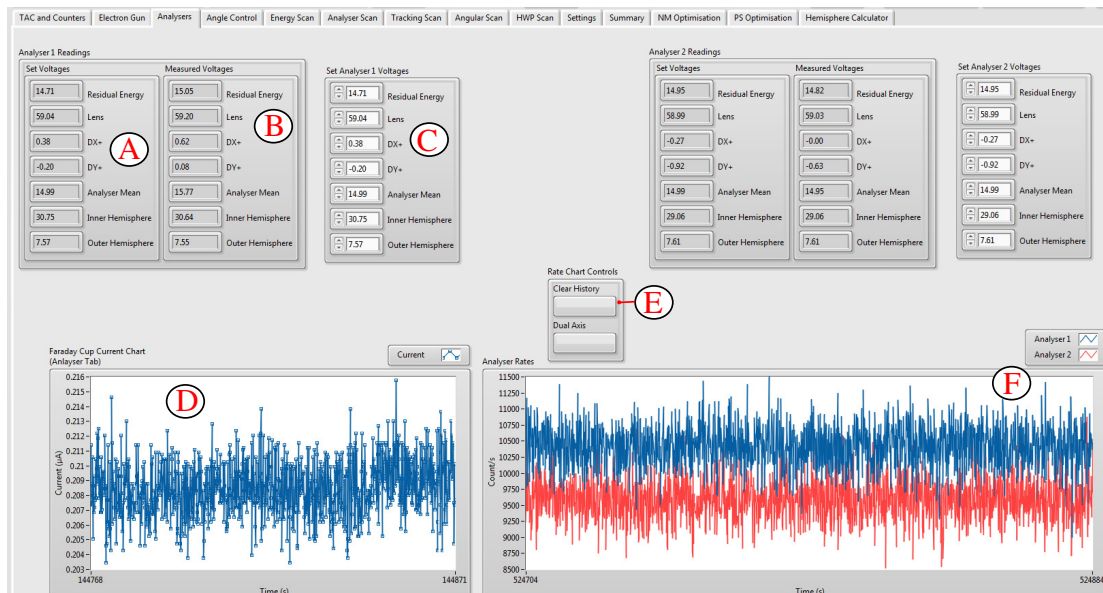 TAC and Counters Electron Gun Analysers Angle Control Energy Scan Analyser Scan Tracking Scan Angular Scan HWP Scan Settings Summary NM Optimisation PS Optimisation Hemisphere Calculator
Analyser 1 Readings
Set Voltages Measured Voltages
14.71 Residual Energy 15.05 Residual Energy
59.04 Lens 59.20 Lens
0.38 DX+ 0.62 DX+
-0.20 DY+ 0.08 DY+
14.99 Analyser Mean 15.77 Analyser Mean
30.75 Inner Hemisphere 30.64 Inner Hemisphere
7.57 Outer Hemisphere 7.55 Outer Hemisphere
A
B
Set Analyser 1 Voltages
14.71 Residual Energy
59.04 Lens
0.38 DX+
-0.20 DY+
14.99 Analyser Mean
30.75 Inner Hemisphere
7.57 Outer Hemisphere
C
Analyser 2 Readings
Set Voltages Measured Voltages
14.95 Residual Energy 14.82 Residual Energy
58.99 Lens 59.03 Lens
-0.27 DX+ -0.00 DX+
-0.92 DY+ -0.63 DY+
14.99 Analyser Mean 14.95 Analyser Mean
29.06 Inner Hemisphere 29.06 Inner Hemisphere
7.61 Outer Hemisphere 7.61 Outer Hemisphere
Set Analyser 2 Voltages
14.95 Residual Energy
58.99 Lens
-0.27 DX+
-0.92 DY+
14.99 Analyser Mean
29.06 Inner Hemisphere
7.61 Outer Hemisphere
Rate Chart Controls
Clear History
E
Dual Axis
Faraday Cup Current Chart
(Anlayser Tab)
Current
D
Current (µA)
0.216
0.215
0.214
0.213
0.212
0.211
0.21
0.209
0.208
0.207
0.206
0.205
0.204
0.203
144768 144871
Time (s)
Analyser Rates
Analyser 1
Analyser 2
F
Count/s
11500
11250
11000
10750
10500
10250
10000
9750
9500
9250
9000
8750
8500
524704 524884
Time (s)